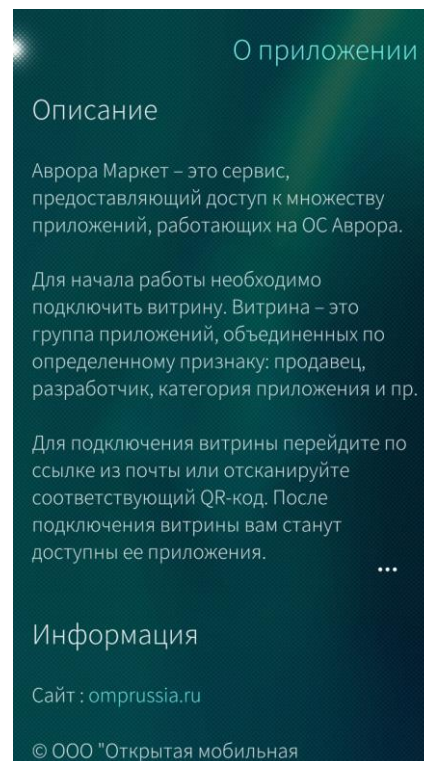 О приложении
Описание
Аврора Маркет – это сервис,
предоставляющий доступ к множеству
приложений, работающих на ОС Аврора.
Для начала работы необходимо
подключить витрину. Витрина – это
группа приложений, объединенных по
определенному признаку: продавец,
разработчик, категория приложения и пр.
Для подключения витрины перейдите по
ссылке из почты или отсканируйте
соответствующий QR-код. После
подключения витрины вам станут
доступны ее приложения.
...
Информация
Сайт : omprussia.ru
© ООО "Открытая мобильная